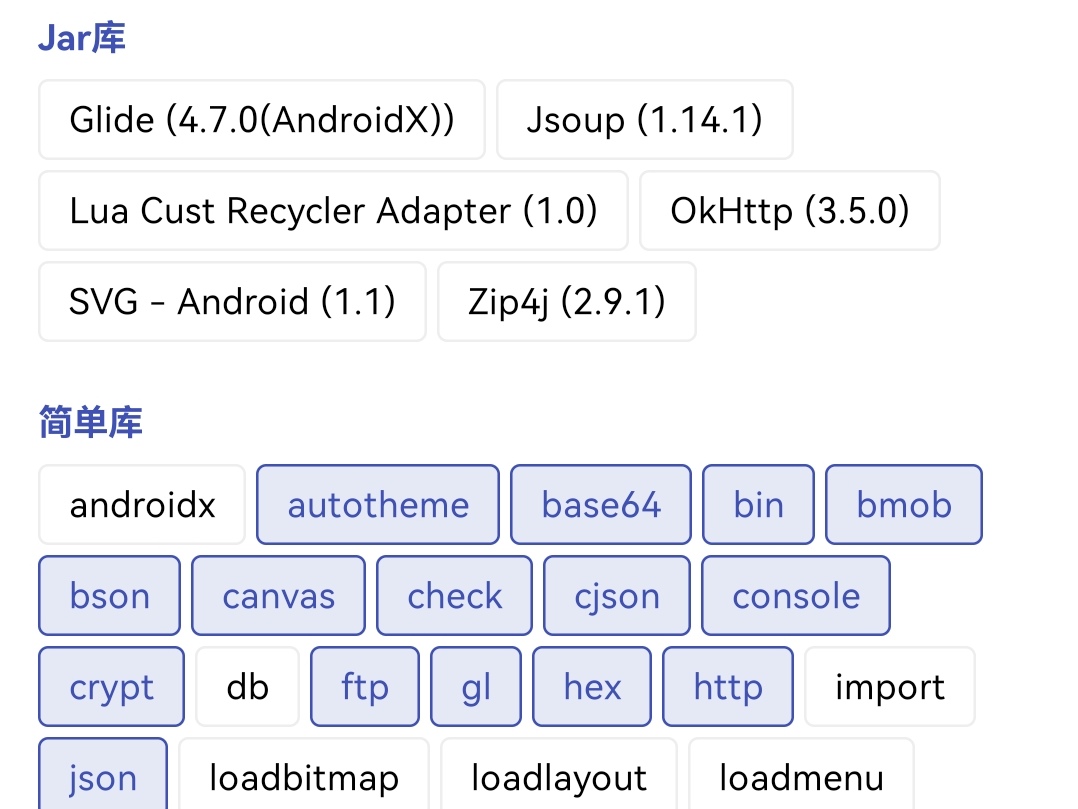 Jar库
Glide (4.7.0(AndroidX)) Jsoup (1.14.1)
Lua Cust Recycler Adapter (1.0) OkHttp (3.5.0)
SVG - Android (1.1) Zip4j (2.9.1)
简单库
androidx autotheme base64 bin bmob
bson canvas check cjson console
crypt db ftp gl hex http import
json loadbitmap loadlayout loadmenu